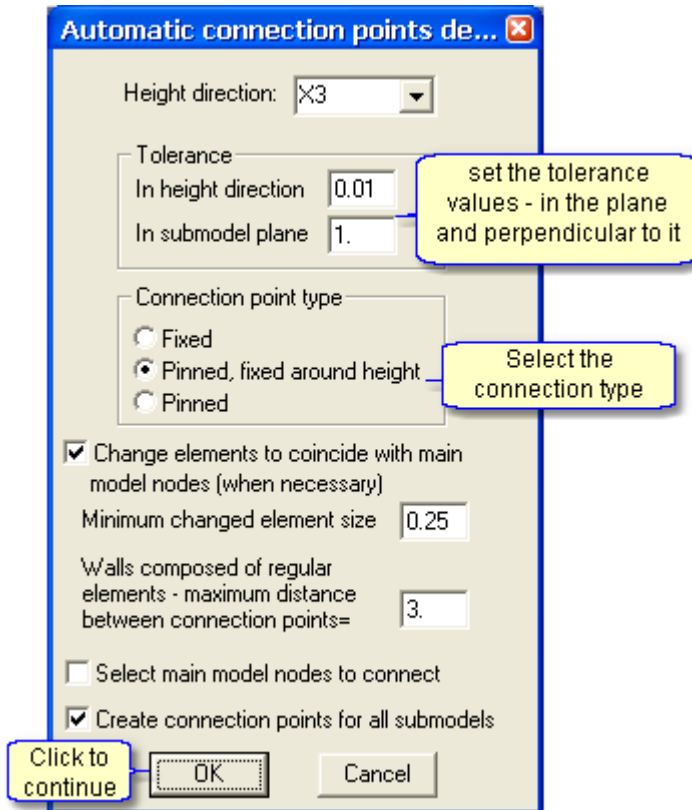 Automatic connection points de...
Height direction: X3
Tolerance
In height direction 0.01
In submodel plane 1.
set the tolerance
values - in the plane
and perpendicular to it
Connection point type
Fixed
Pinned, fixed around height
Pinned
Select the
connection type
Change elements to coincide with main
model nodes (when necessary)
Minimum changed element size 0.25
Walls composed of regular
elements - maximum distance
between connection points= 3.
Select main model nodes to connect
Create connection points for all submodels
Click to
continue
OK Cancel